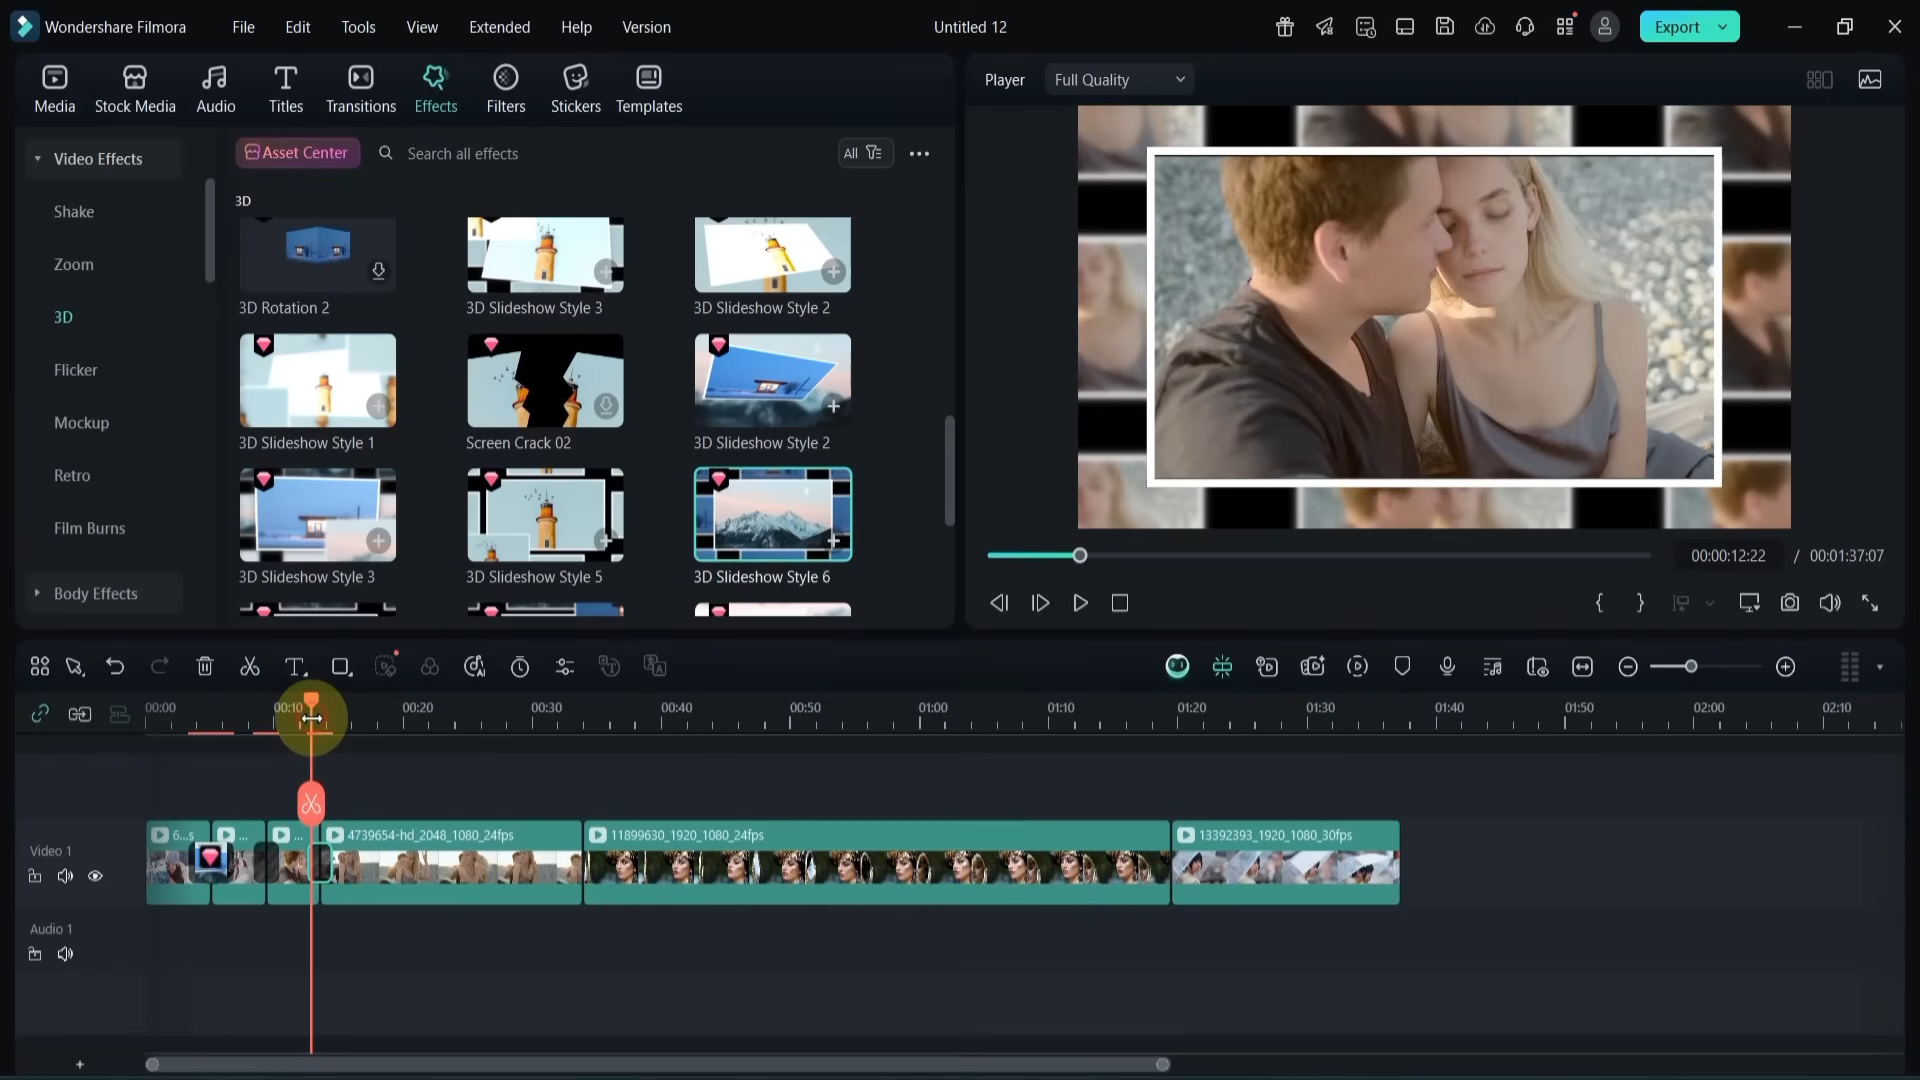 Wondershare Filmora File Edit Tools View Extended Help Version Untitled 12 Export
Media Stock Media Audio Titles Transitions Effects Filters Stickers Templates
Player Full Quality
Video Effects
Shake
Zoom
3D
Flicker
Mockup
Retro
Film Burns
Body Effects
Asset Center Search all effects All
3D
3D Rotation 2 3D Slideshow Style 3 3D Slideshow Style 2
3D Slideshow Style 1 Screen Crack 02 3D Slideshow Style 2
3D Slideshow Style 3 3D Slideshow Style 5 3D Slideshow Style 6
00:00:12:22 / 00:01:37:07
00:00 00:10 00:20 00:30 00:40 00:50 01:00 01:10 01:20 01:30 01:40 01:50 02:00 02:10
6...s ... ... 4739654-hd_2048_1080_24fps 11899630_1920_1080_24fps 13392393_1920_1080_30fps
Video 1
Audio 1